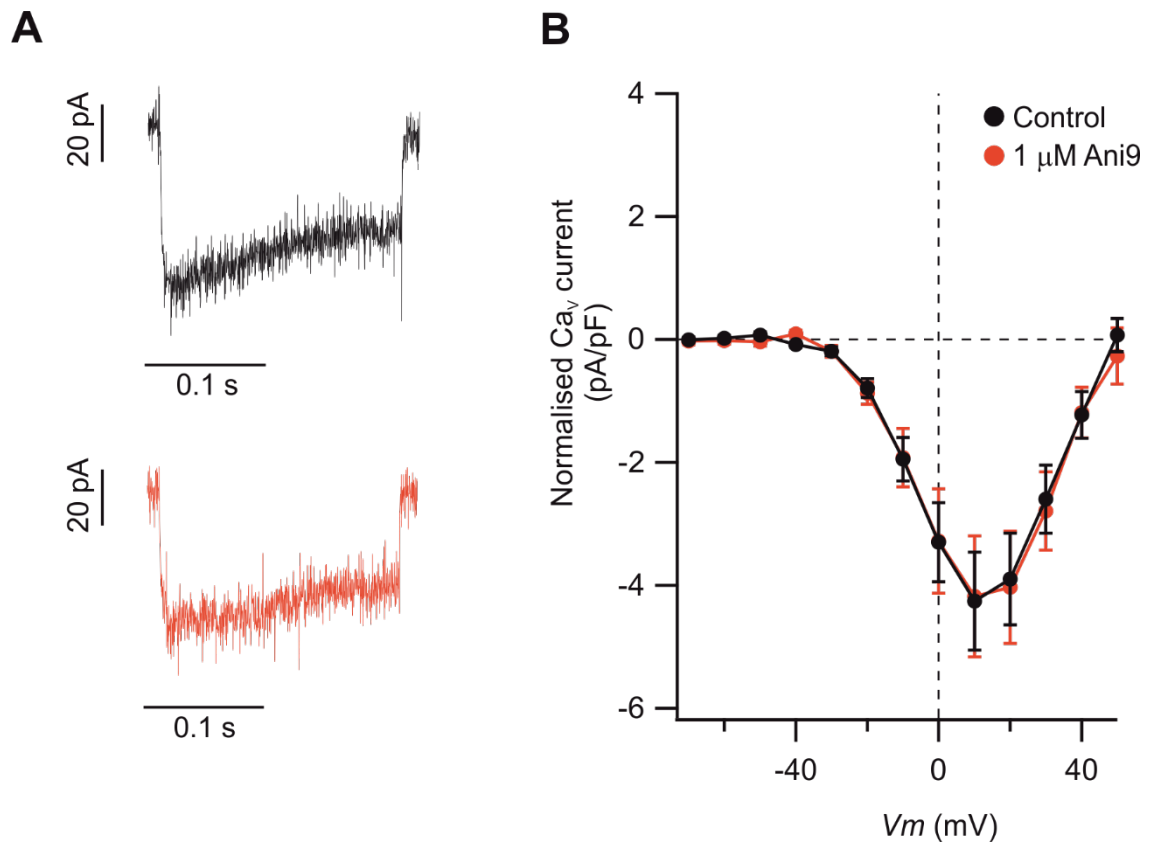 A
20 pA
0.1 s
20 pA
0.1 s
B
Normalised Cav current
(pA/pF)
4
2
0
-2
-4
-6
Control
1 μM Ani9
-40
0
40
Vm (mV)